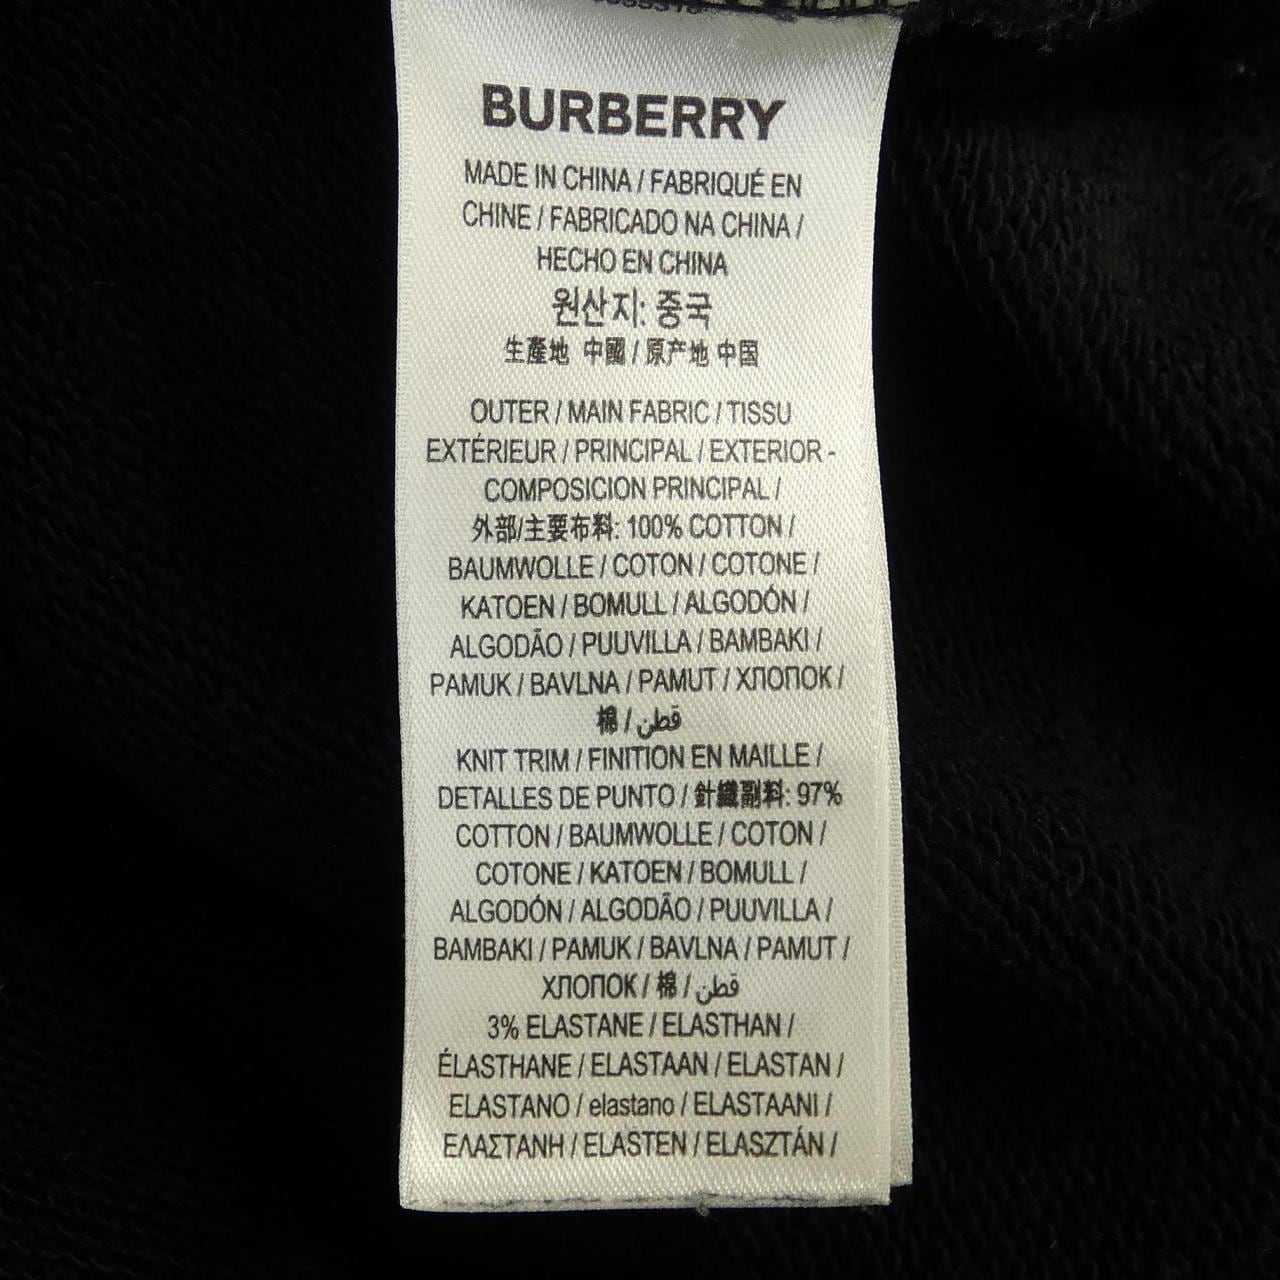 BURBERRY
MADE IN CHINA / FABRIQUÉ EN
CHINE / FABRICADO NA CHINA /
HECHO EN CHINA
원산지: 중국
生產地 中國 / 原产地 中国
OUTER / MAIN FABRIC / TISSU
EXTÉRIEUR / PRINCIPAL / EXTERIOR -
COMPOSICION PRINCIPAL /
外部/主要布料: 100% COTTON /
BAUMWOLLE / COTON / COTONE /
KATOEN / BOMULL / ALGODÓN /
ALGODÃO / PUUVILLA / BAMBAKI /
PAMUK / BAVLNA / PAMUT / ХЛОПОК /
棉 / قطن
KNIT TRIM / FINITION EN MAILLE /
DETALLES DE PUNTO / 針織副料: 97%
COTTON / BAUMWOLLE / COTON /
COTONE / KATOEN / BOMULL /
ALGODÓN / ALGODÃO / PUUVILLA /
BAMBAKI / PAMUK / BAVLNA / PAMUT /
ХЛОПОК / 棉 / قطن
3% ELASTANE / ELASTHAN /
ÉLASTHANE / ELASTAAN / ELASTAN /
ELASTANO / elastano / ELASTAANI /
ΕΛΑΣΤΑΝΗ / ELASTEN / ELASZTÁN /